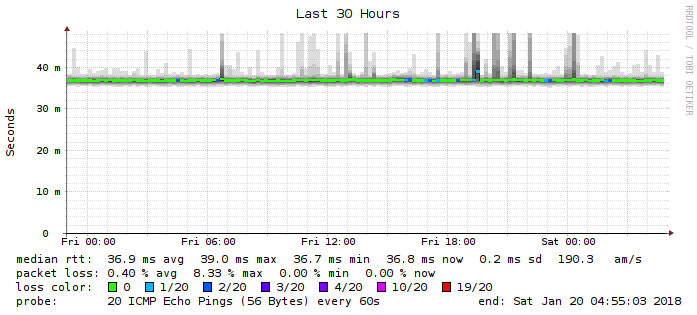 Last 30 Hours
RRDTOOL / TOBI OETIKER
Seconds
40 m
30 m
20 m
10 m
0
Fri 00:00 Fri 06:00 Fri 12:00 Fri 18:00 Sat 00:00
median rtt: 36.9 ms avg 39.0 ms max 36.7 ms min 36.8 ms now 0.2 ms sd 190.3 am/s
packet loss: 0.40 % avg 8.33 % max 0.00 % min 0.00 % now
loss color: 0 1/20 2/20 3/20 4/20 10/20 19/20
probe: 20 ICMP Echo Pings (56 Bytes) every 60s end: Sat Jan 20 04:55:03 2018